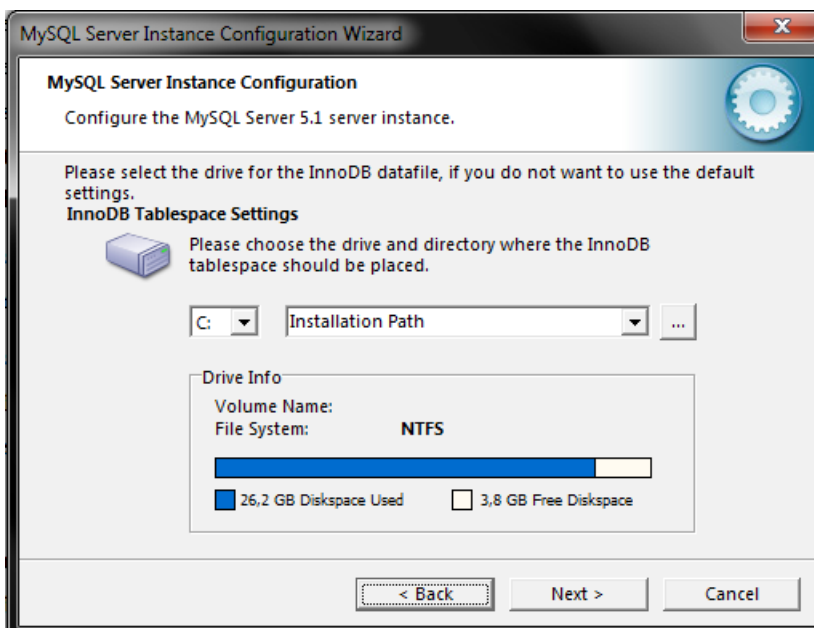 MySQL Server Instance Configuration Wizard
MySQL Server Instance Configuration
Configure the MySQL Server 5.1 server instance.
Please select the drive for the InnoDB datafile, if you do not want to use the default
settings.
InnoDB Tablespace Settings
Please choose the drive and directory where the InnoDB
tablespace should be placed.
C: Installation Path ...
Drive Info
Volume Name:
File System: NTFS
26,2 GB Diskspace Used 3,8 GB Free Diskspace
< Back Next > Cancel